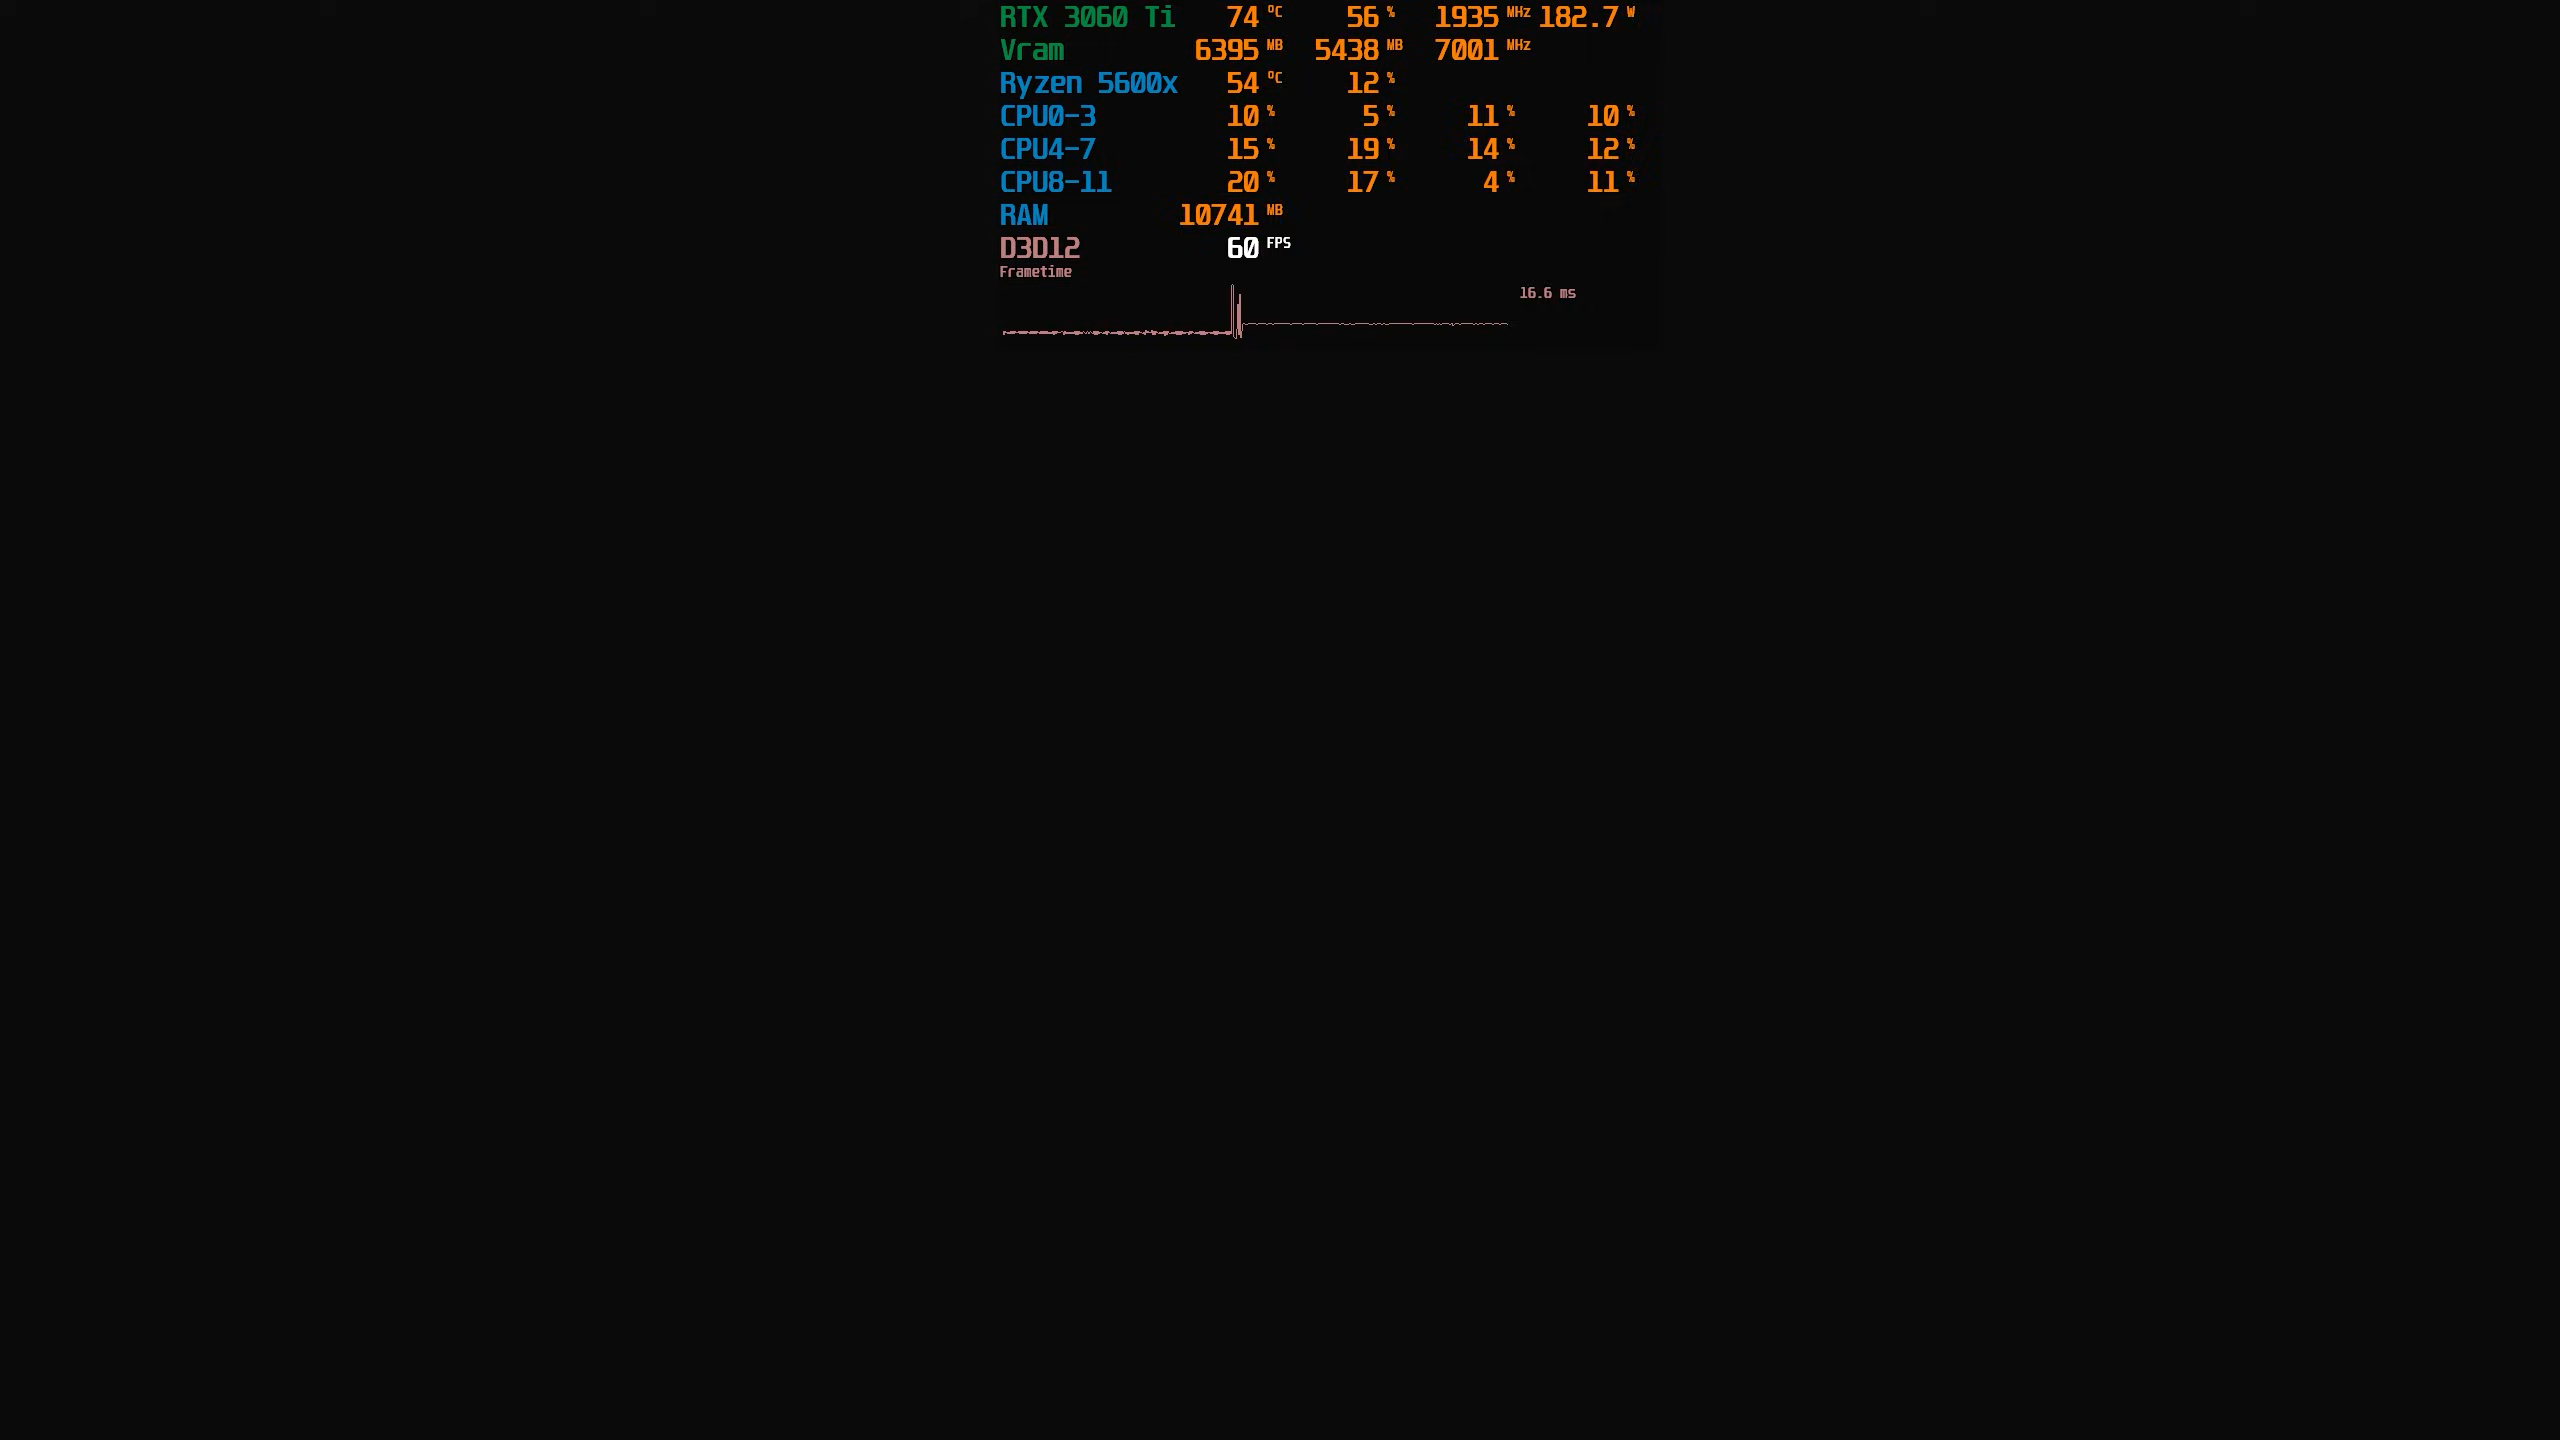 RTX 3060 Ti 74 °C 56 % 1935 MHz 182.7 W
Vram 6395 MB 5438 MB 7001 MHz
Ryzen 5600x 54 °C 12 %
CPU0-3 10 % 5 % 11 % 10 %
CPU4-7 15 % 19 % 14 % 12 %
CPU8-11 20 % 17 % 4 % 11 %
RAM 10741 MB
D3D12 60 FPS
Frametime
16.6 ms